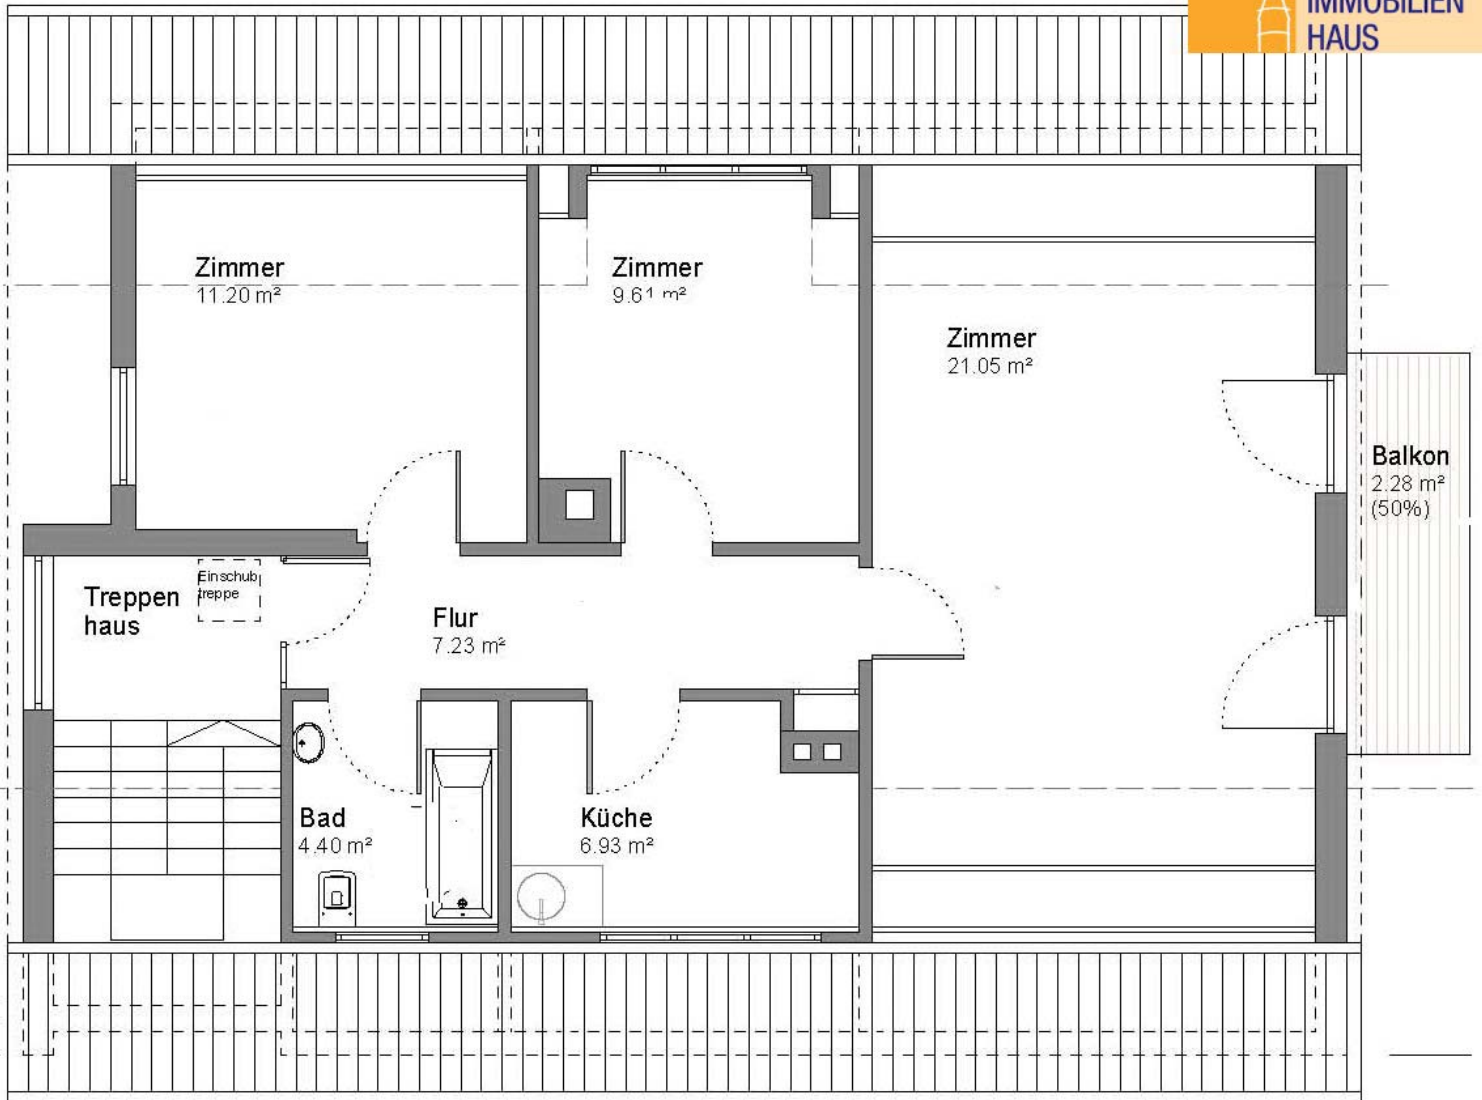 IMMOBILIEN
HAUS
Zimmer
11.20 m²
Zimmer
9.61 m²
Zimmer
21.05 m²
Balkon
2.28 m²
(50%)
Einschub
treppe
Treppen
haus
Flur
7.23 m²
Bad
4.40 m²
Küche
6.93 m²